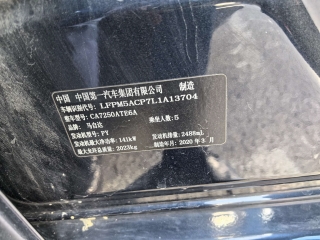 中国 中国第一汽车集团有限公司 制造
车辆识别代号: LFPM5ACP7L1A13704
整车型号: CA7250ATE6A
品牌: 马自达 乘坐人数: 5
发动机型号: PY 发动机排量: 2488mL
发动机最大净功率: 141kW 制造年月: 2020年3月
最大允许总质量: 2023kg